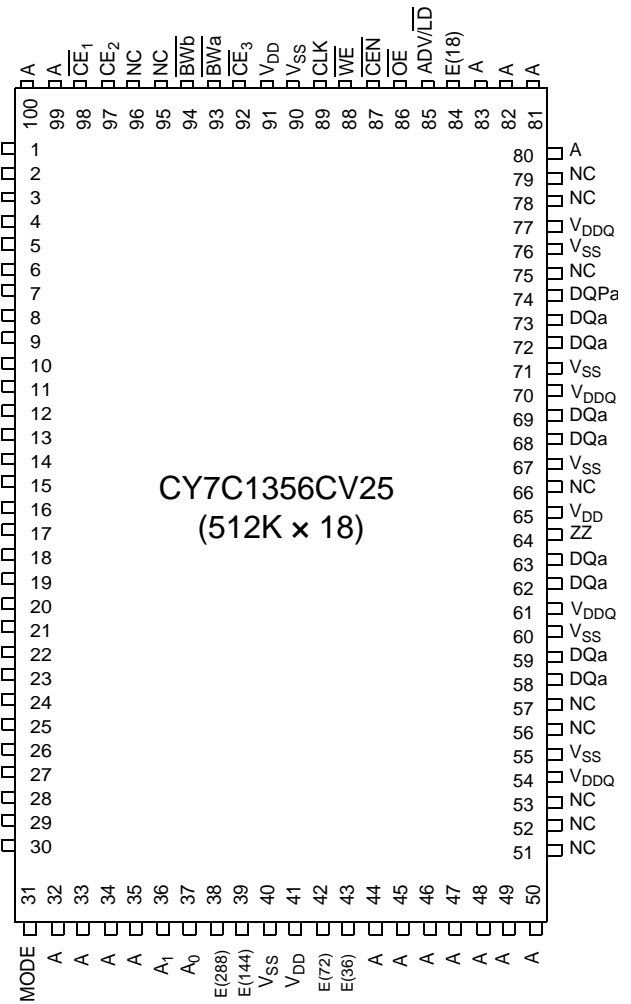 A A CE1 CE2 NC NC BWb BWa CE3 VDD VSS CLK WE CEN OE ADV/LD E(18) A A A
100 99 98 97 96 95 94 93 92 91 90 89 88 87 86 85 84 83 82 81
1
2
3
4
5
6
7
8
9
10
11
12
13
14
15
16
17
18
19
20
21
22
23
24
25
26
27
28
29
30
CY7C1356CV25
(512K × 18)
80 A
79 NC
78 NC
77 VDDQ
76 VSS
75 NC
74 DQPa
73 DQa
72 DQa
71 VSS
70 VDDQ
69 DQa
68 DQa
67 VSS
66 NC
65 VDD
64 ZZ
63 DQa
62 DQa
61 VDDQ
60 VSS
59 DQa
58 DQa
57 NC
56 NC
55 VSS
54 VDDQ
53 NC
52 NC
51 NC
31 32 33 34 35 36 37 38 39 40 41 42 43 44 45 46 47 48 49 50
MODE A A A A A1 A0 E(288) E(144) VSS VDD E(72) E(36) A A A A A A A